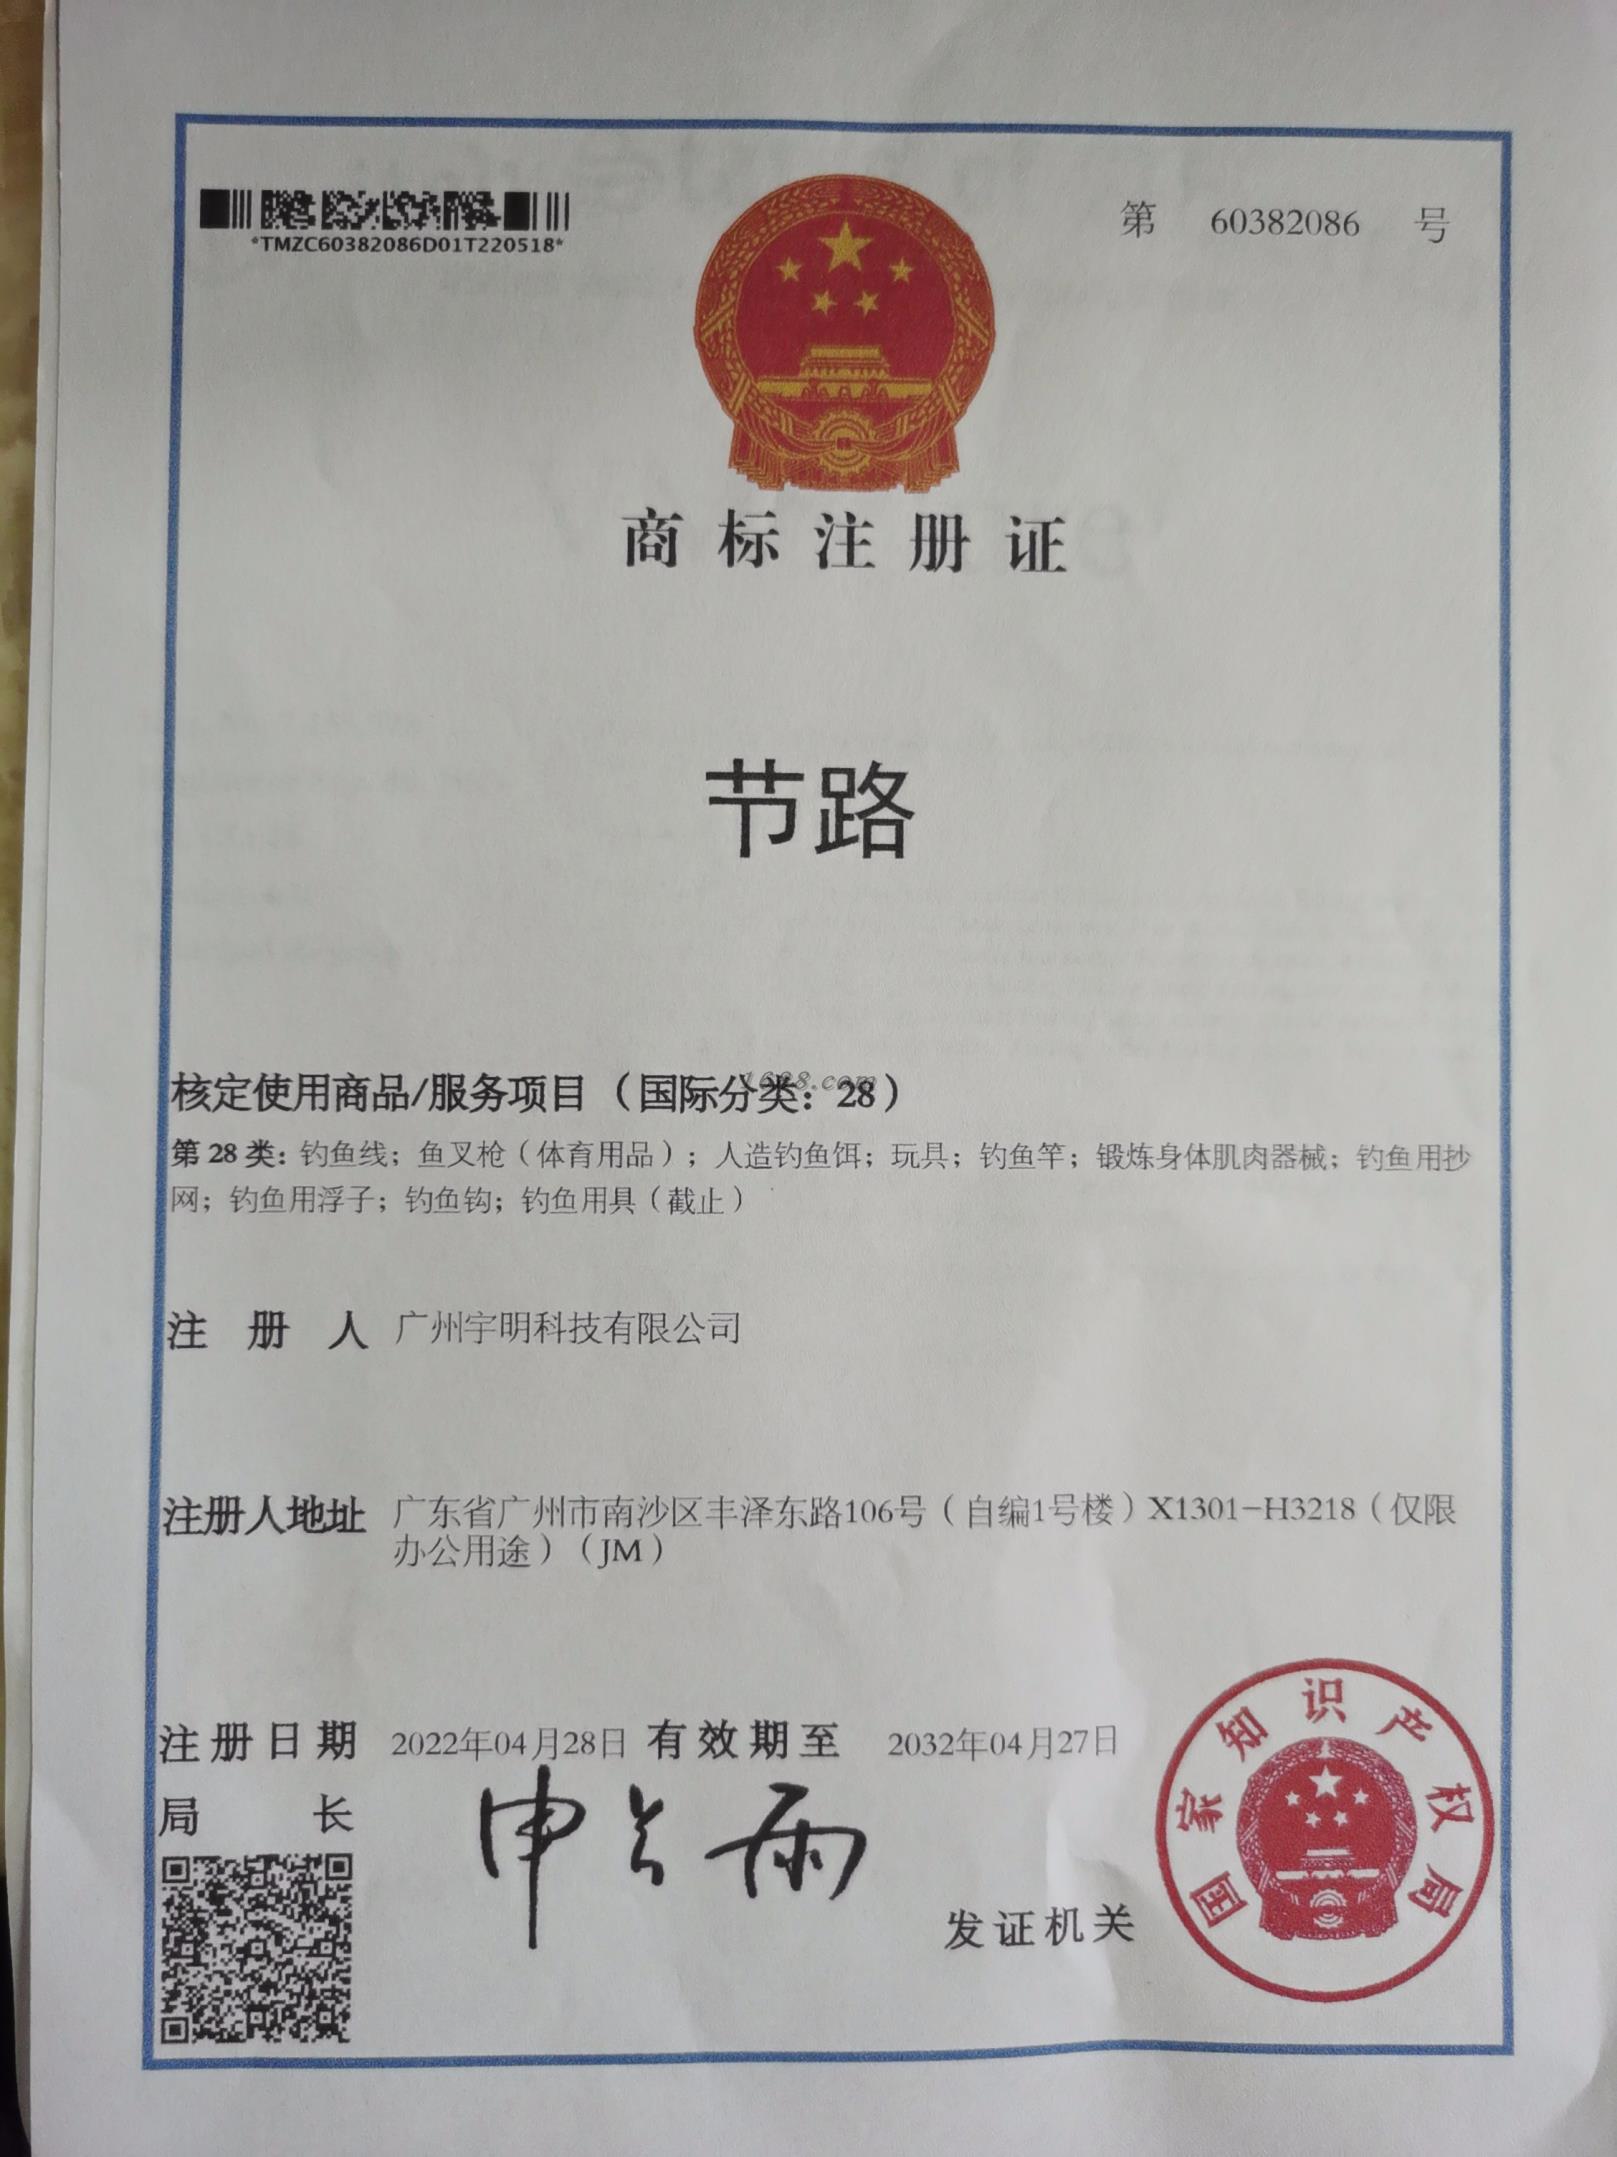 *TMZC60382086D01T220518*
第 60382086 号
商标注册证
节路
核定使用商品/服务项目（国际分类：28）
1688.com
第28类：钓鱼线；鱼叉枪（体育用品）；人造钓鱼饵；玩具；钓鱼竿；锻炼身体肌肉器械；钓鱼用抄
网；钓鱼用浮子；钓鱼钩；钓鱼用具（截止）
注册人 广州宇明科技有限公司
注册人地址 广东省广州市南沙区丰泽东路106号（自编1号楼）X1301-H3218（仅限
办公用途）（JM）
注册日期 2022年04月28日 有效期至 2032年04月27日
局长 申长雨
发证机关
国家知识产权局